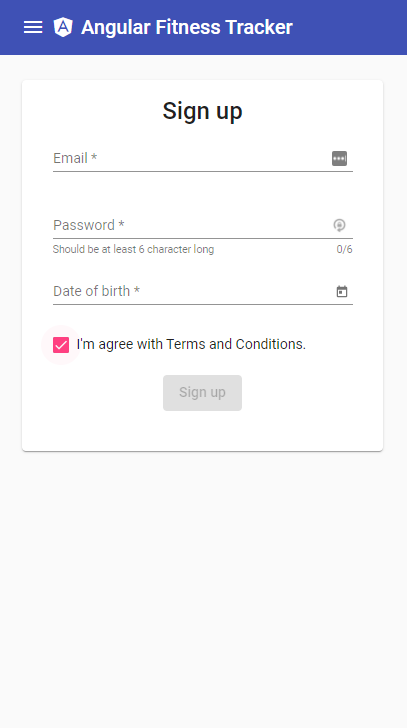 Angular Fitness Tracker
Sign up
Email *
Password *
Should be at least 6 character long 0/6
Date of birth *
I'm agree with Terms and Conditions.
Sign up